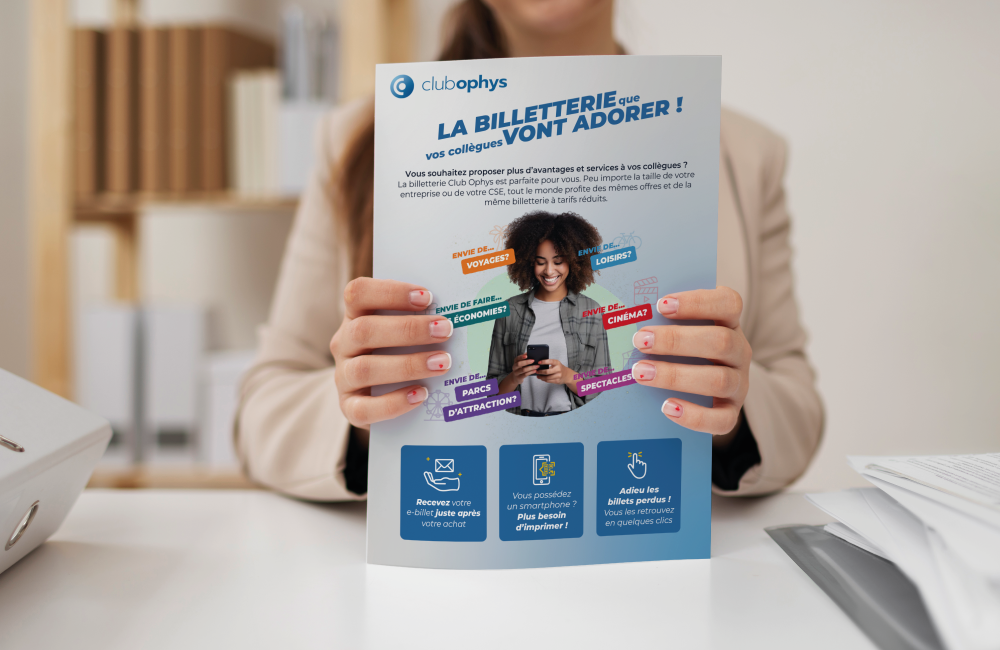 clubophys
LA BILLETTERIE que
vos collègues VONT ADORER !
Vous souhaitez proposer plus d'avantages et services à vos collègues ?
La billetterie Club Ophys est parfaite pour vous. Peu importe la taille de votre
entreprise ou de votre CSE, tout le monde profite des mêmes offres et de la
même billetterie à tarifs réduits.
ENVIE DE...
VOYAGES?
ENVIE DE...
LOISIRS?
ENVIE DE FAIRE...
ÉCONOMIES?
ENVIE DE...
CINÉMA?
ENVIE DE...
PARCS
D'ATTRACTION?
ENVIE DE...
SPECTACLES
Recevez votre
e-billet juste après
votre achat
Vous possédez
un smartphone ?
Plus besoin
d'imprimer !
Adieu les
billets perdus !
Vous les retrouvez
en quelques clics